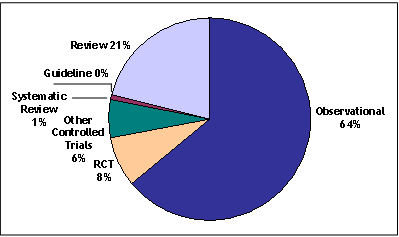 Review 21%
Guideline 0%
Systematic
Review
1%
Other
Controlled
Trials
6%
RCT
8%
Observational
64%